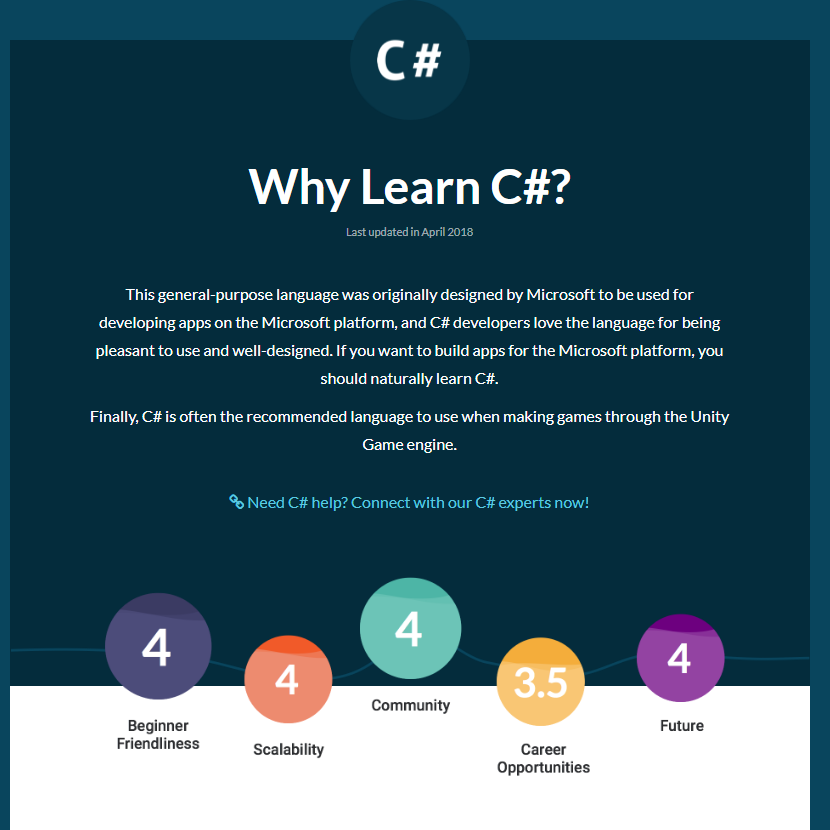 C #
Why Learn C#?
Last updated in April 2018
This general-purpose language was originally designed by Microsoft to be used for
developing apps on the Microsoft platform, and C# developers love the language for being
pleasant to use and well-designed. If you want to build apps for the Microsoft platform, you
should naturally learn C#.
Finally, C# is often the recommended language to use when making games through the Unity
Game engine.
Need C# help? Connect with our C# experts now!
4
Beginner
Friendliness
4
Scalability
4
Community
3.5
Career
Opportunities
4
Future